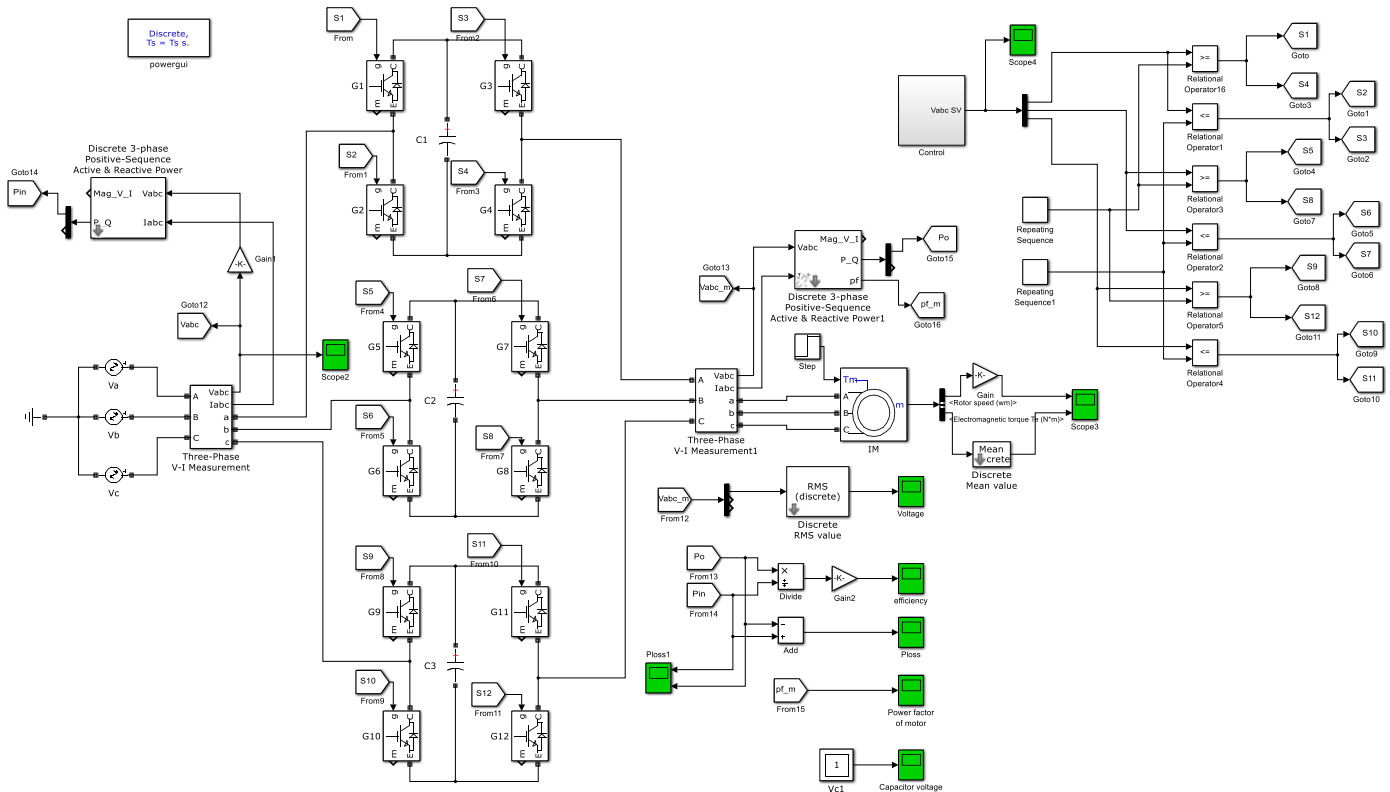 Discrete,
Ts = Ts s.
powergui
S1
From
S3
From2
g
C
G1
m
E
g
C
G3
m
E
C1
S2
From1
S4
From3
g
C
G2
m
E
g
C
G4
m
E
Discrete 3-phase
Positive-Sequence
Active & Reactive Power
Goto14
Pin
Mag_V_I
Vabc
P_Q
Iabc
-K-
Gain1
Goto12
Vabc
Scope2
Va
Vb
Vc
A
B
C
Vabc
Iabc
a
b
c
Three-Phase
V-I Measurement
S5
From4
S7
From6
g
C
G5
m
E
g
C
G7
m
E
C2
S6
From5
S8
From7
g
C
G6
m
E
g
C
G8
m
E
S9
From8
S11
From10
g
C
G9
m
E
g
C
G11
m
E
C3
S10
From9
S12
From11
g
C
G10
m
E
g
C
G12
m
E
Scope4
Vabc SV
Control
Repeating
Sequence
Repeating
Sequence1
>=
Relational
Operator16
<=
Relational
Operator1
>=
Relational
Operator3
<=
Relational
Operator2
>=
Relational
Operator5
<=
Relational
Operator4
S1
Goto
S4
Goto3
S2
Goto1
S3
Goto2
S5
Goto4
S8
Goto7
S6
Goto5
S7
Goto6
S9
Goto8
S12
Goto11
S10
Goto9
S11
Goto10
Goto13
Vabc_m
Vabc
Mag_V_I
P_Q
pf
Discrete 3-phase
Positive-Sequence
Active & Reactive Power1
Po
Goto15
pf_m
Goto16
Step
A
B
C
Vabc
Iabc
a
b
c
Three-Phase
V-I Measurement1
Tm
A
B
C
m
IM
-K-
Gain
<Rotor speed (wm)>
<Electromagnetic torque Te (N*m)>
Scope3
Mean
Discrete
Mean value
Vabc_m
From12
RMS
(discrete)
Discrete
RMS value
Voltage
Po
From13
Pin
From14
×
÷
Divide
-K-
Gain2
efficiency
−
+
Add
Ploss
Ploss1
pf_m
From15
Power factor
of motor
1
Vc1
Capacitor voltage